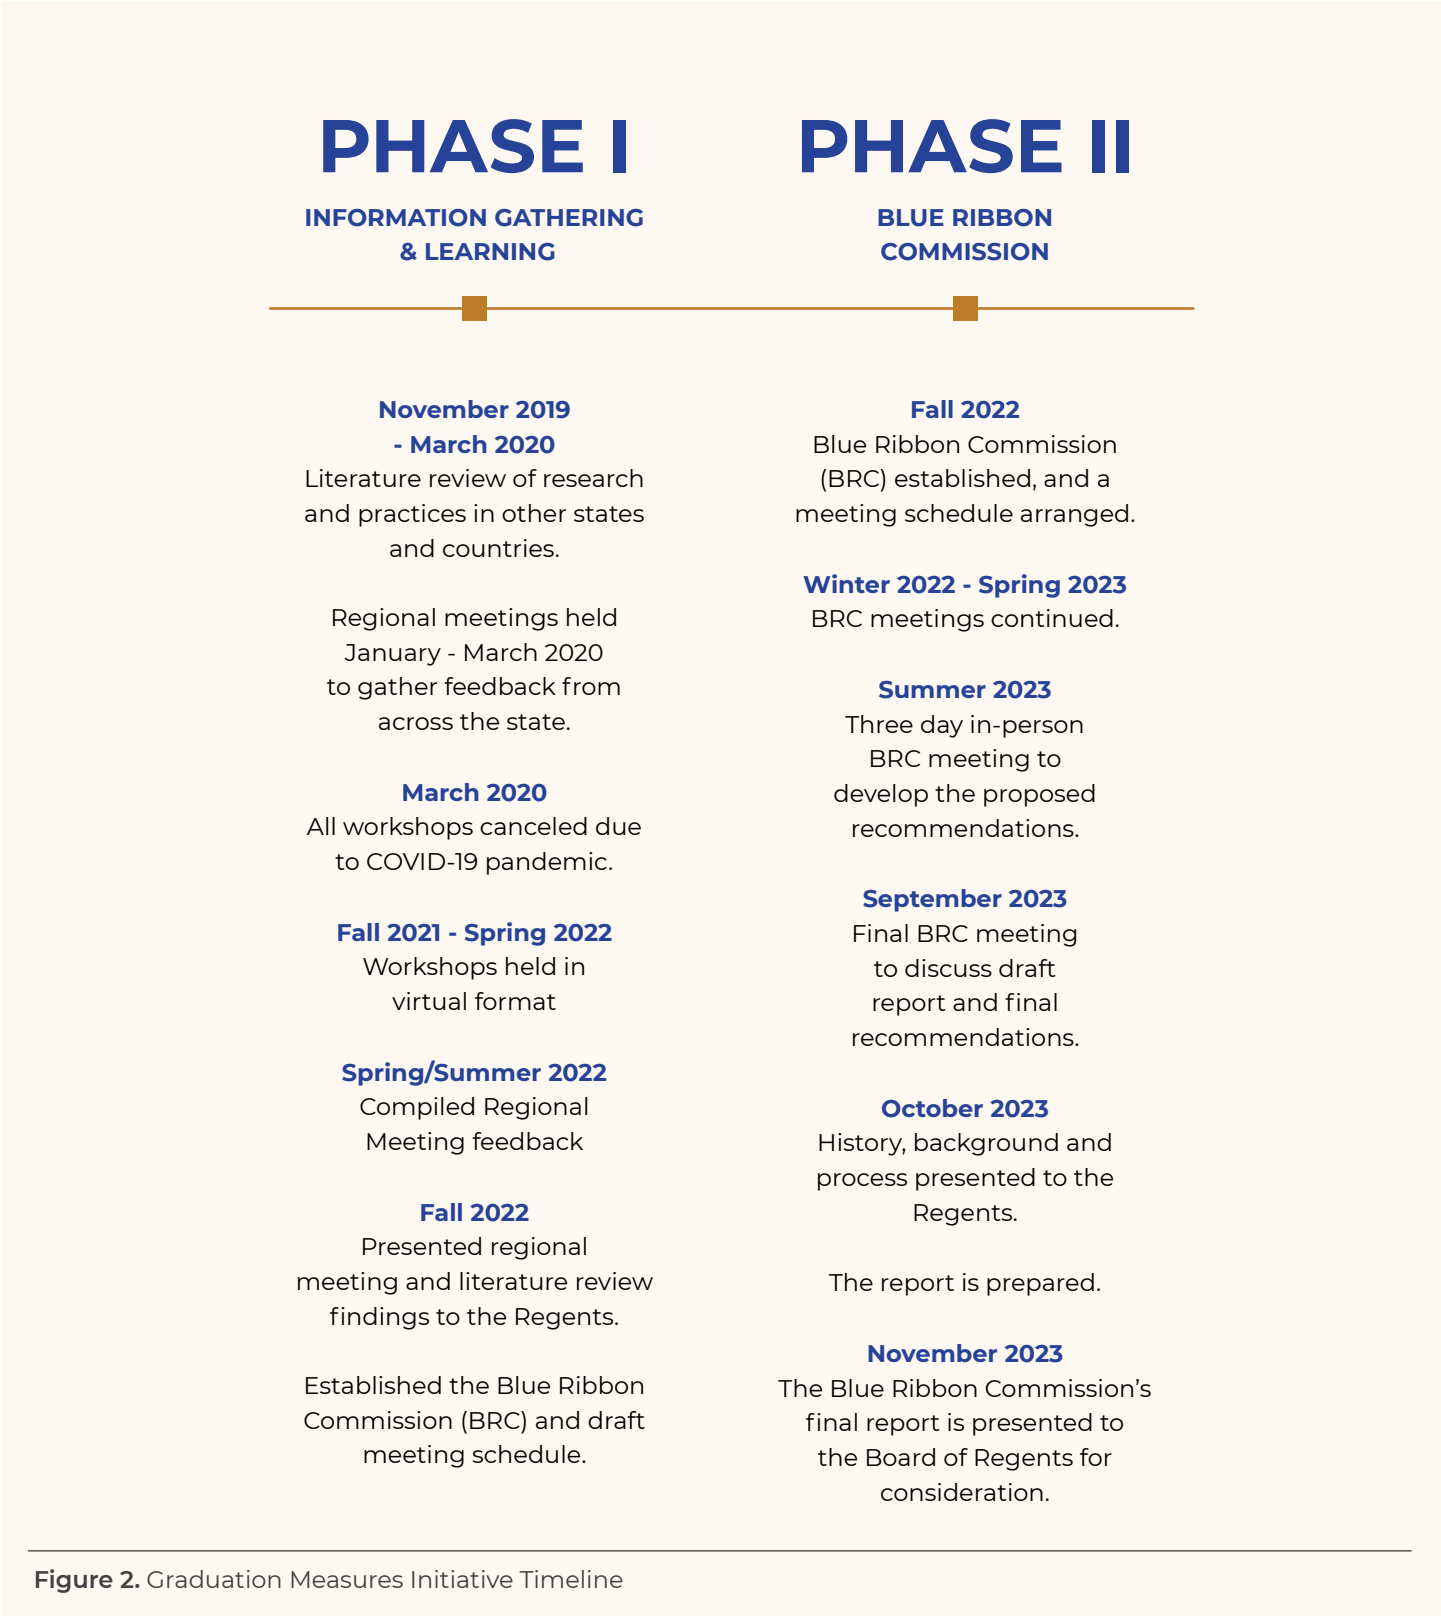 PHASE I
INFORMATION GATHERING
& LEARNING
November 2019
- March 2020
Literature review of research
and practices in other states
and countries.
Regional meetings held
January - March 2020
to gather feedback from
across the state.
March 2020
All workshops canceled due
to COVID-19 pandemic.
Fall 2021 - Spring 2022
Workshops held in
virtual format
Spring/Summer 2022
Compiled Regional
Meeting feedback
Fall 2022
Presented regional
meeting and literature review
findings to the Regents.
Established the Blue Ribbon
Commission (BRC) and draft
meeting schedule.
PHASE II
BLUE RIBBON
COMMISSION
Fall 2022
Blue Ribbon Commission
(BRC) established, and a
meeting schedule arranged.
Winter 2022 - Spring 2023
BRC meetings continued.
Summer 2023
Three day in-person
BRC meeting to
develop the proposed
recommendations.
September 2023
Final BRC meeting
to discuss draft
report and final
recommendations.
October 2023
History, background and
process presented to the
Regents.
The report is prepared.
November 2023
The Blue Ribbon Commission’s
final report is presented to
the Board of Regents for
consideration.
Figure 2. Graduation Measures Initiative Timeline